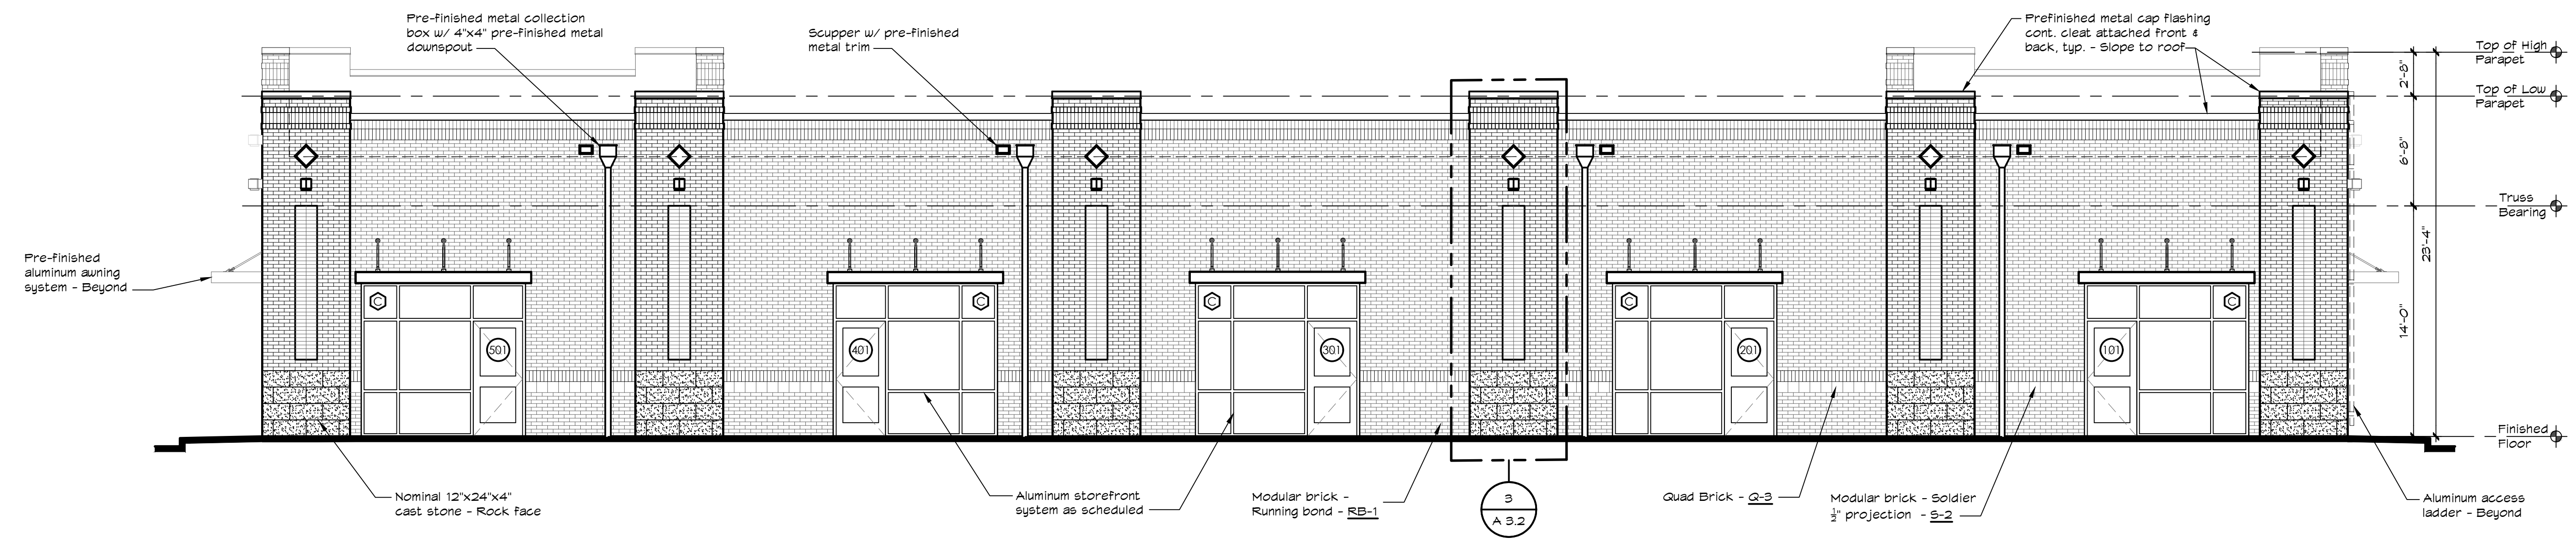 Pre-finished metal collection
box w/ 4"x4" pre-finished metal
downspout
Scupper w/ pre-finished
metal trim
Prefinished metal cap flashing
cont. cleat attached front &
back, typ. - Slope to roof
Top of High
Parapet
2'-8"
Top of Low
Parapet
6'-8"
Truss
Bearing
23'-4"
14'-0"
Finished
Floor
Pre-finished
aluminum awning
system - Beyond
C
C
C
C
C
501
401
301
201
101
Nominal 12"x24"x4"
cast stone - Rock face
Aluminum storefront
system as scheduled
Modular brick -
Running bond - RB-1
3
A 3.2
Quad Brick - Q-3
Modular brick - Soldier
½" projection - S-2
Aluminum access
ladder - Beyond